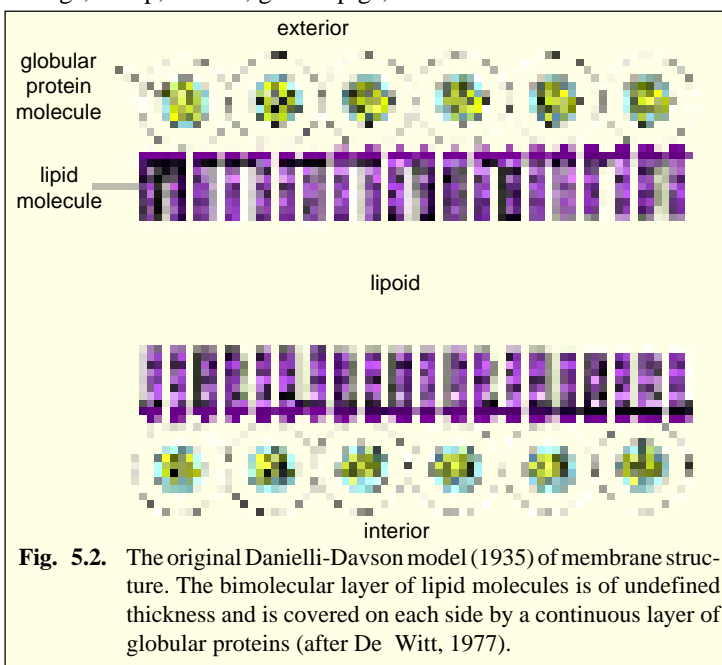 exterior
globular
protein
molecule
lipid
molecule
lipoid
interior
Fig. 5.2. The original Danielli-Davson model (1935) of membrane struc-
ture. The bimolecular layer of lipid molecules is of undefined
thickness and is covered on each side by a continuous layer of
globular proteins (after De Witt, 1977).